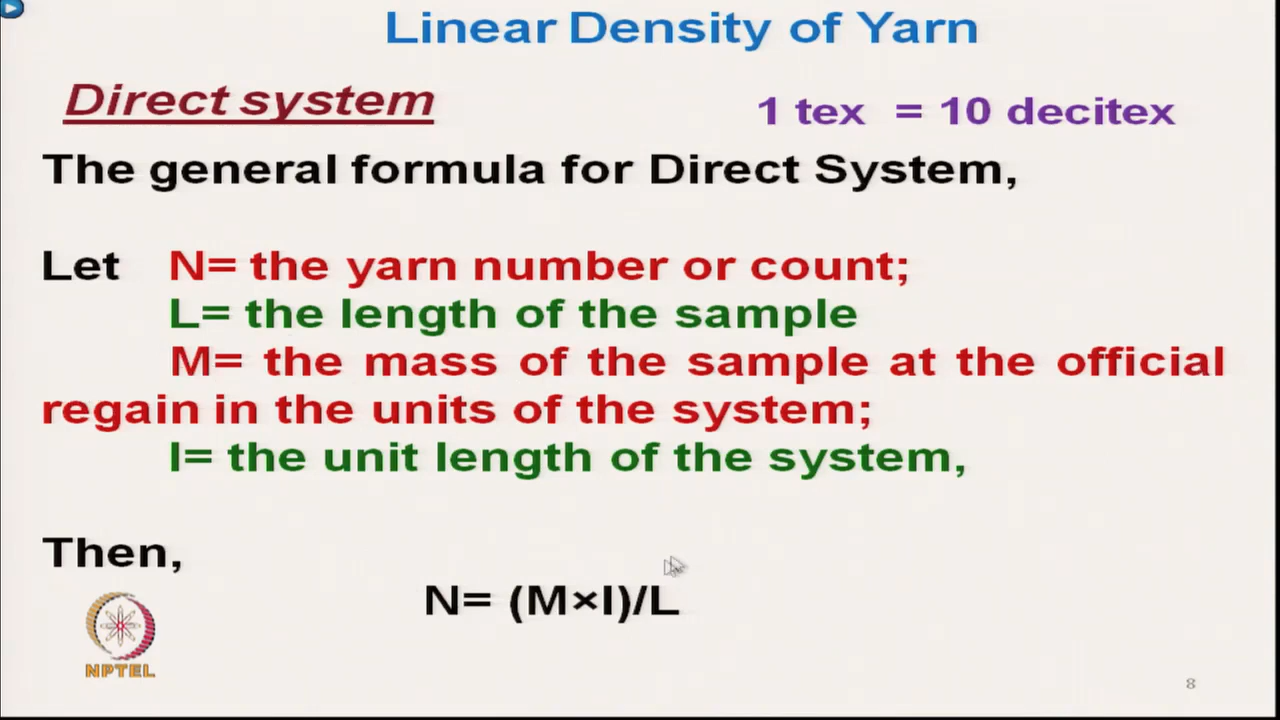 Linear Density of Yarn
Direct system
1 tex = 10 decitex
The general formula for Direct System,
Let N= the yarn number or count;
L= the length of the sample
M= the mass of the sample at the official
regain in the units of the system;
l= the unit length of the system,
Then,
N= (M×l)/L
NPTEL
8